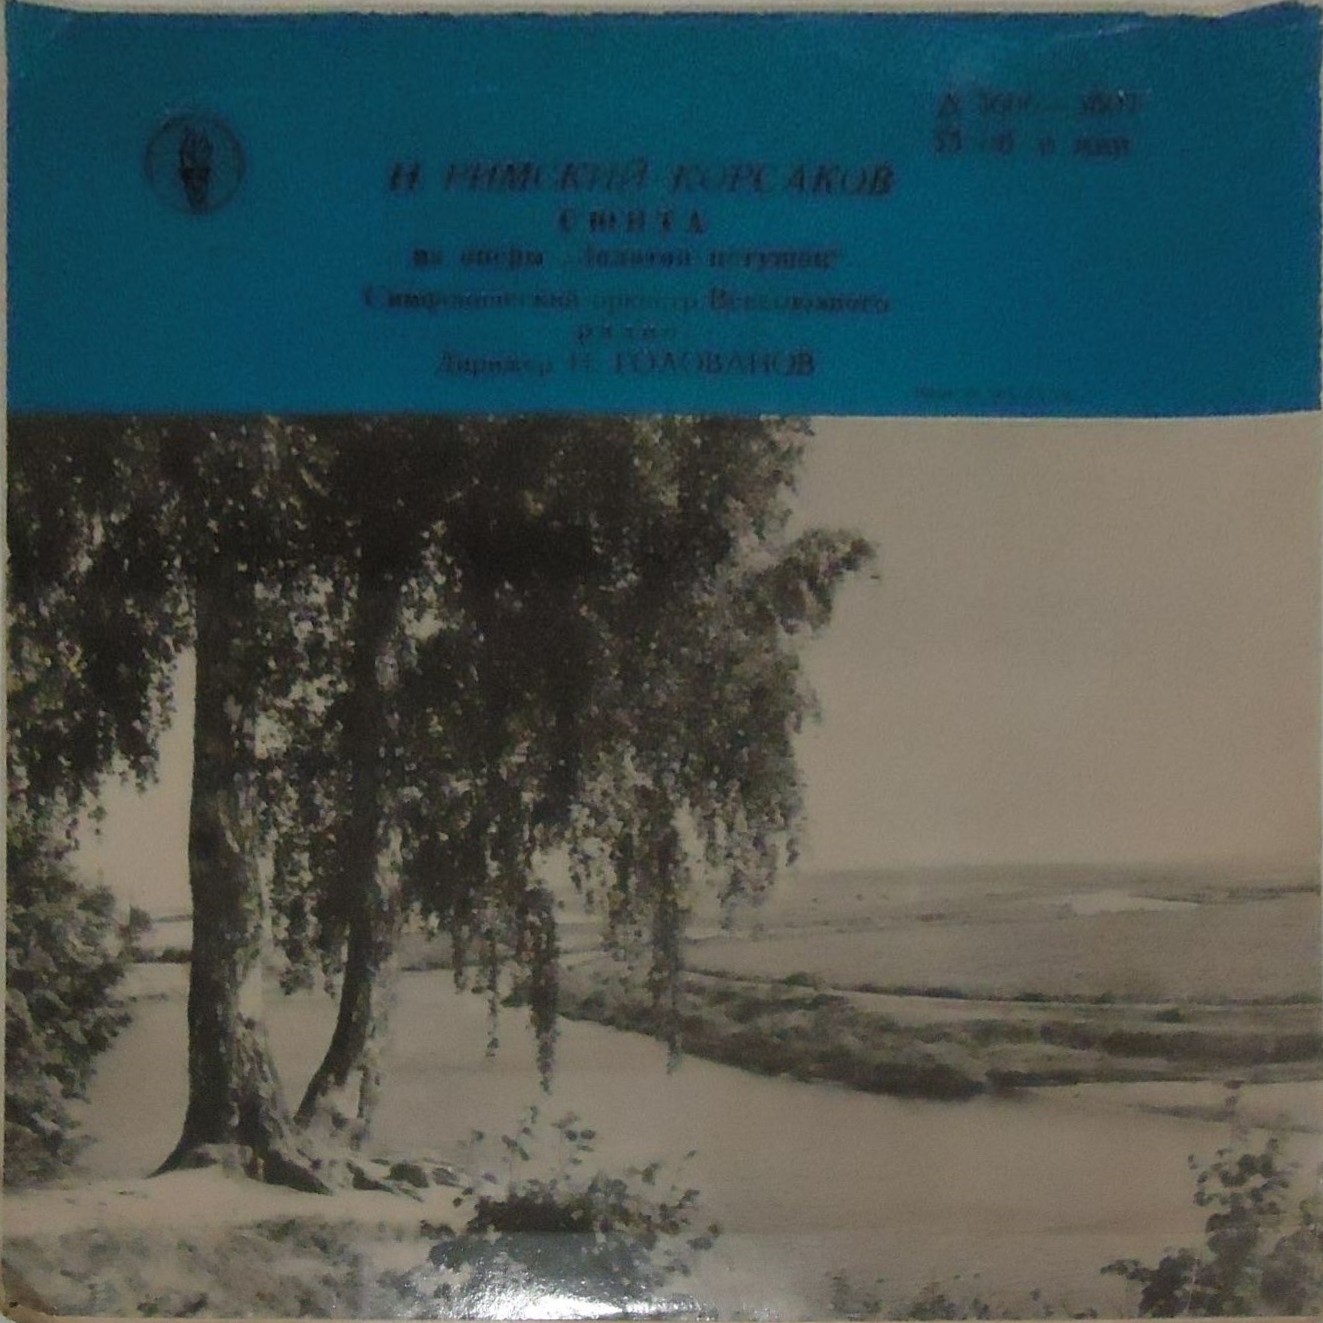 Н РИМСКИЙ КОРСАКОВ
СЮИТА
из оперы „Золотой петушок“
Симфонический оркестр Всесоюзного
радио
Дирижер Н. ГОЛОВАНОВ